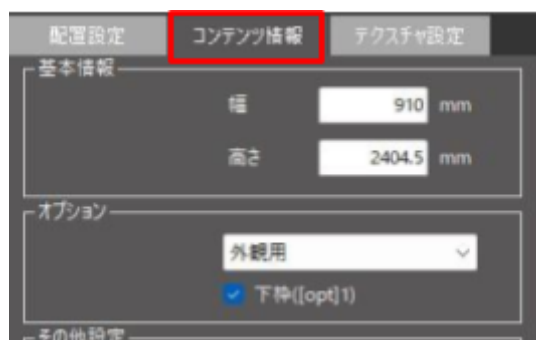 配置設定 コンテンツ情報 テクスチャ設定
基本情報
幅 910 mm
高さ 2404.5 mm
オプション
外観用
下枠([opt]1)
その他設定